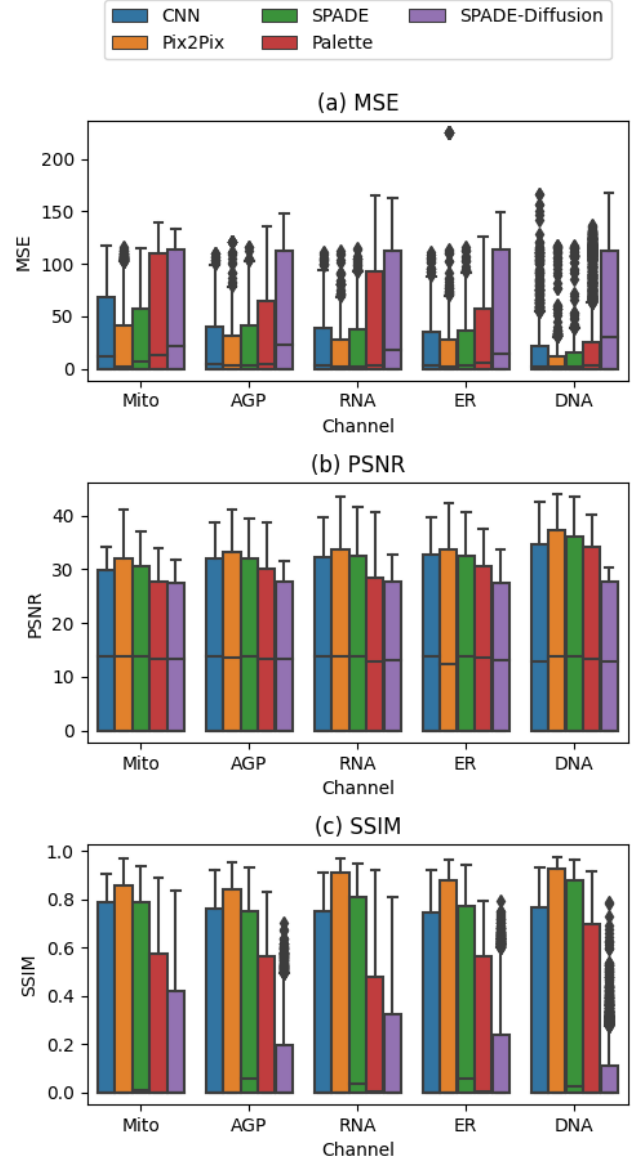 CNN SPADE SPADE-Diffusion
Pix2Pix Palette
(a) MSE
200
150
100
50
0
MSE
Mito AGP RNA ER DNA
Channel
(b) PSNR
40
30
20
10
0
PSNR
Mito AGP RNA ER DNA
Channel
(c) SSIM
1.0
0.8
0.6
0.4
0.2
0.0
SSIM
Mito AGP RNA ER DNA
Channel